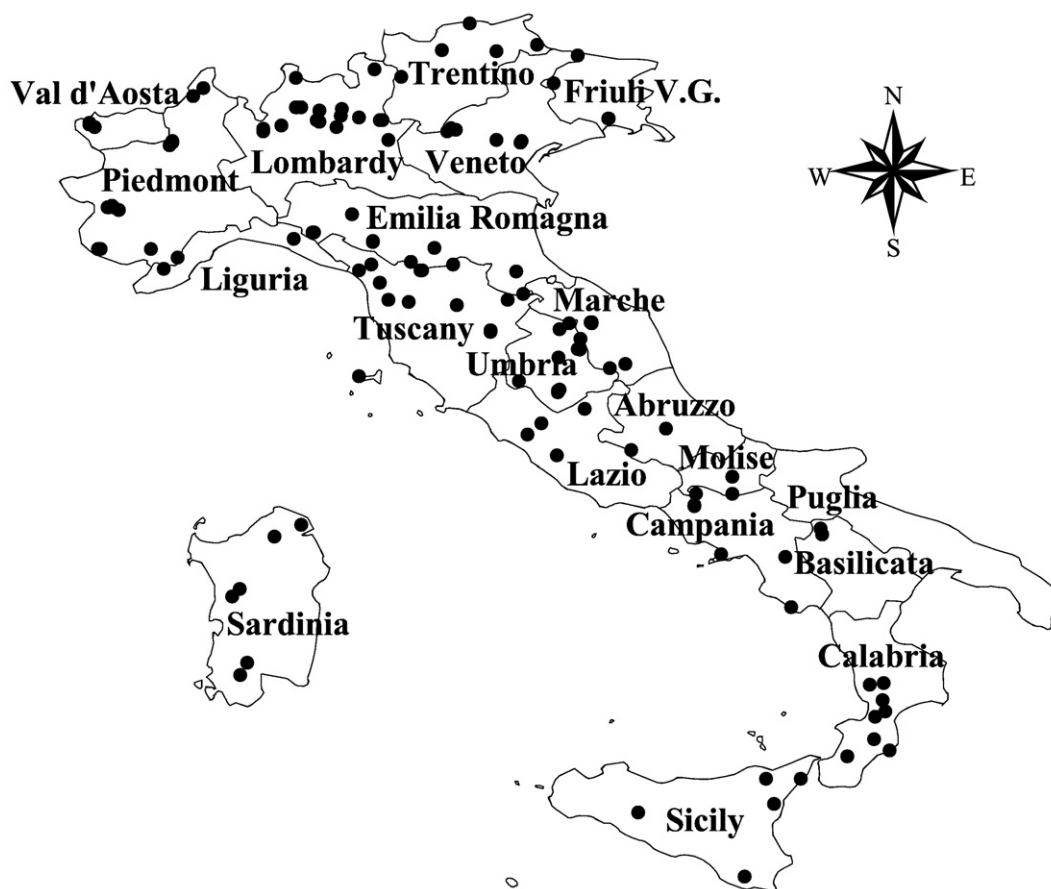 Trentino
Val d'Aosta
Friuli V.G.
N
Lombardy
Veneto
W
E
Piedmont
Emilia Romagna
S
Liguria
Marche
Tuscany
Umbria
Abruzzo
Lazio
Molise
Puglia
Campania
Basilicata
Sardinia
Calabria
Sicily